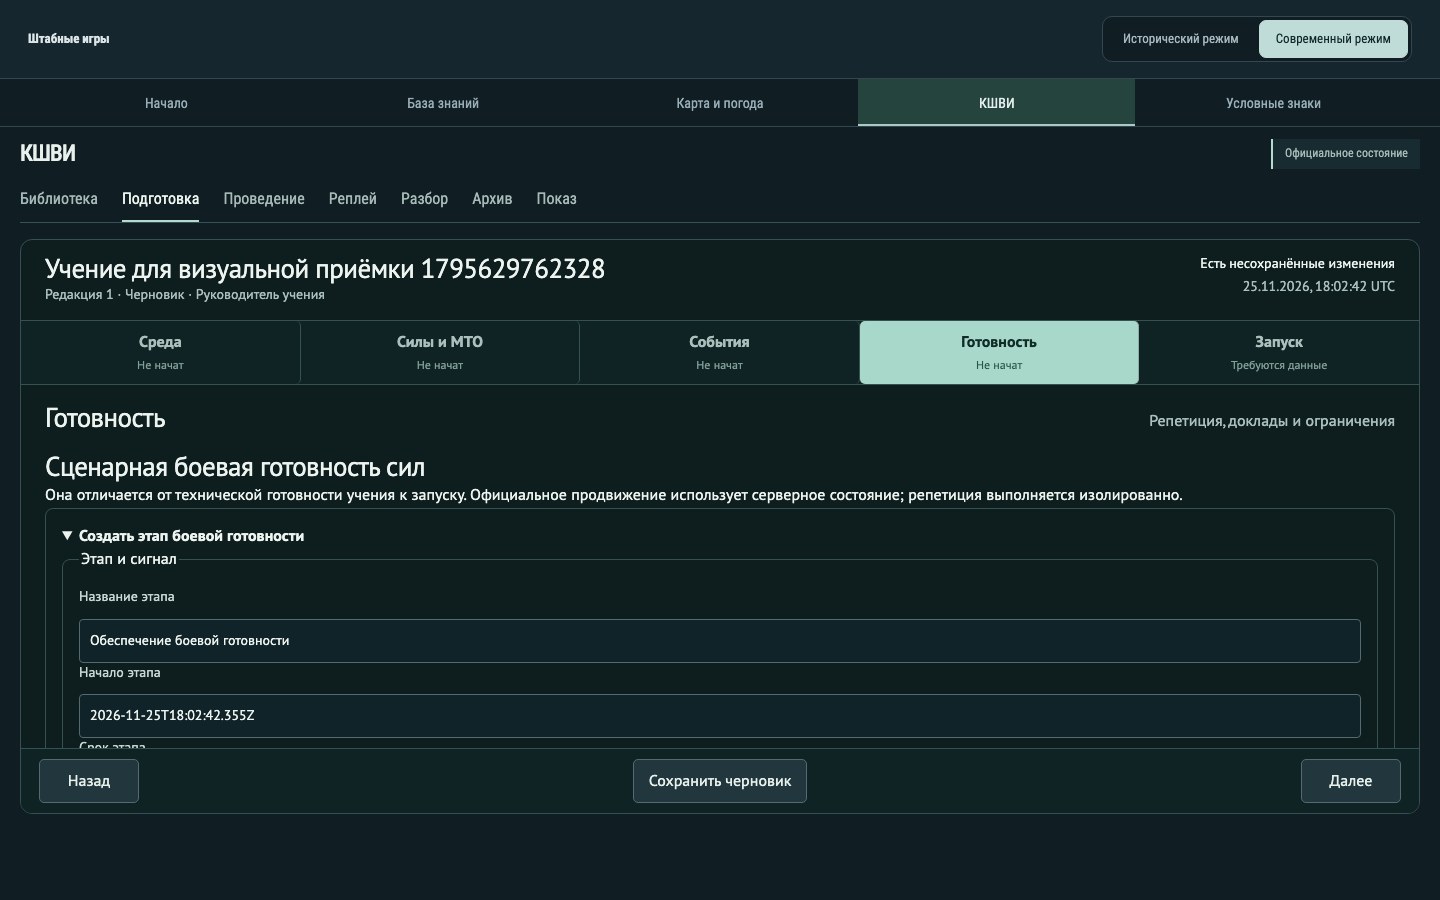 Штабные игры
Исторический режим
Современный режим
Начало
База знаний
Карта и погода
КШВИ
Условные знаки
КШВИ
Официальное состояние
Библиотека
Подготовка
Проведение
Реплей
Разбор
Архив
Показ
Учение для визуальной приёмки 1795629762328
Есть несохранённые изменения
Редакция 1 · Черновик · Руководитель учения
25.11.2026, 18:02:42 UTC
Среда
Не начат
Силы и МТО
Не начат
События
Не начат
Готовность
Не начат
Запуск
Требуются данные
Готовность
Репетиция, доклады и ограничения
Сценарная боевая готовность сил
Она отличается от технической готовности учения к запуску. Официальное продвижение использует серверное состояние; репетиция выполняется изолированно.
▼ Создать этап боевой готовности
Этап и сигнал
Название этапа
Обеспечение боевой готовности
Начало этапа
2026-11-25T18:02:42.355Z
Срок этапа
Назад
Сохранить черновик
Далее